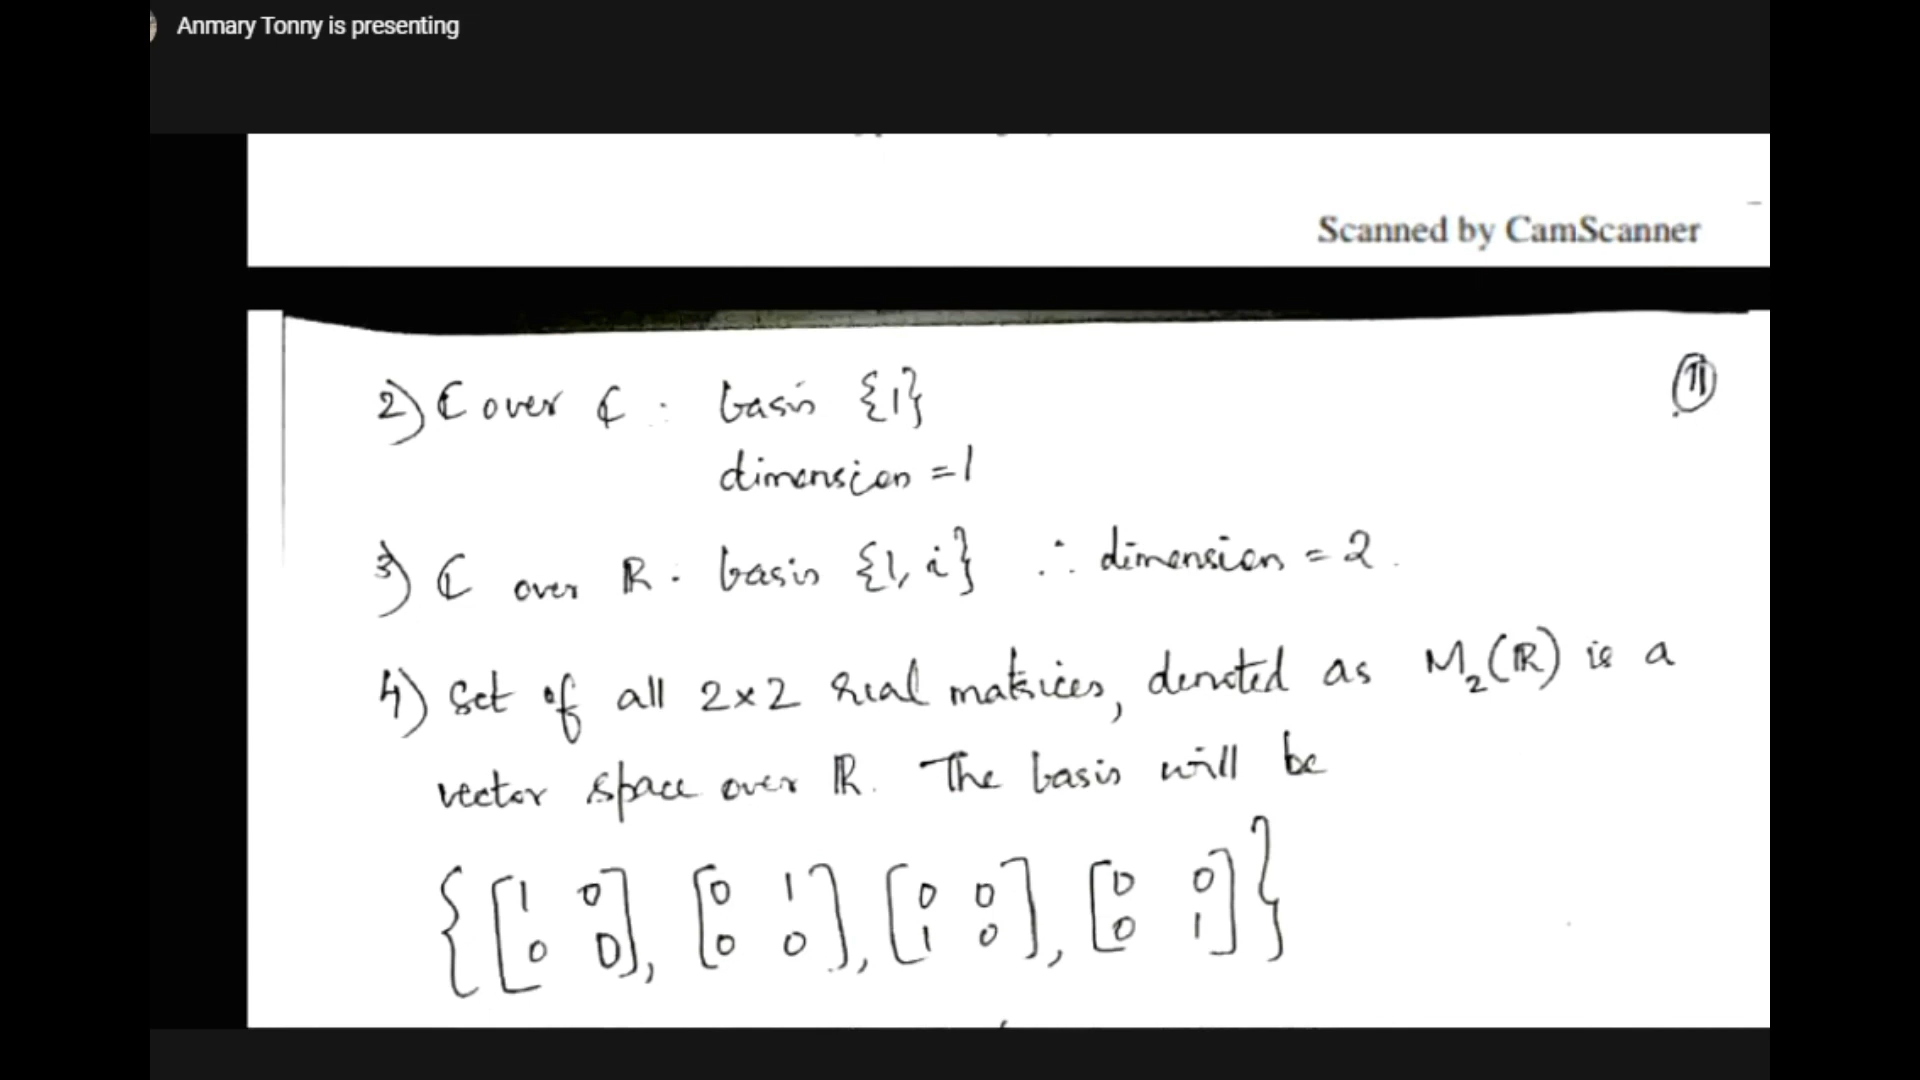 Anmary Tonny is presenting
Scanned by CamScanner
11
2) ℂ over ℂ : basis {1}
dimension = 1
3) ℂ over ℝ. basis {1, i} ∴ dimension = 2.
4) Set of all 2×2 real matrices, denoted as M₂(ℝ) is a
vector space over ℝ. The basis will be
{[1 0
0 0], [0 1
0 0], [0 0
1 0], [0 0
0 1]}